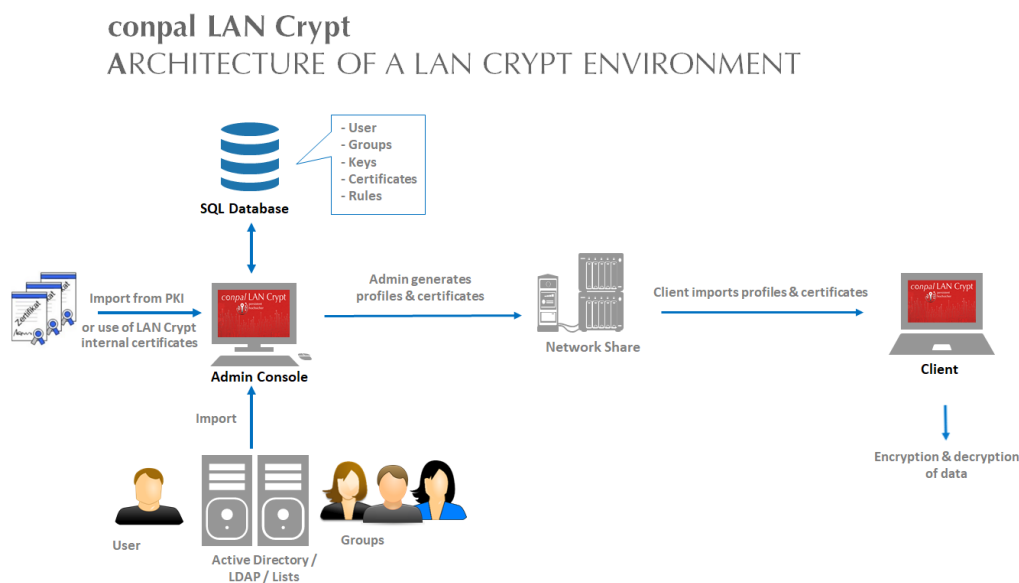 conpal LAN Crypt
ARCHITECTURE OF A LAN CRYPT ENVIRONMENT
- User
- Groups
- Keys
- Certificates
- Rules
SQL Database
Zertifikat
Import from PKI
or use of LAN Crypt
internal certificates
conpal LAN Crypt
Admin Console
Admin generates
profiles & certificates
Network Share
Client imports profiles & certificates
conpal LAN Crypt
Client
Encryption & decryption
of data
Import
User
Active Directory /
LDAP / Lists
Groups